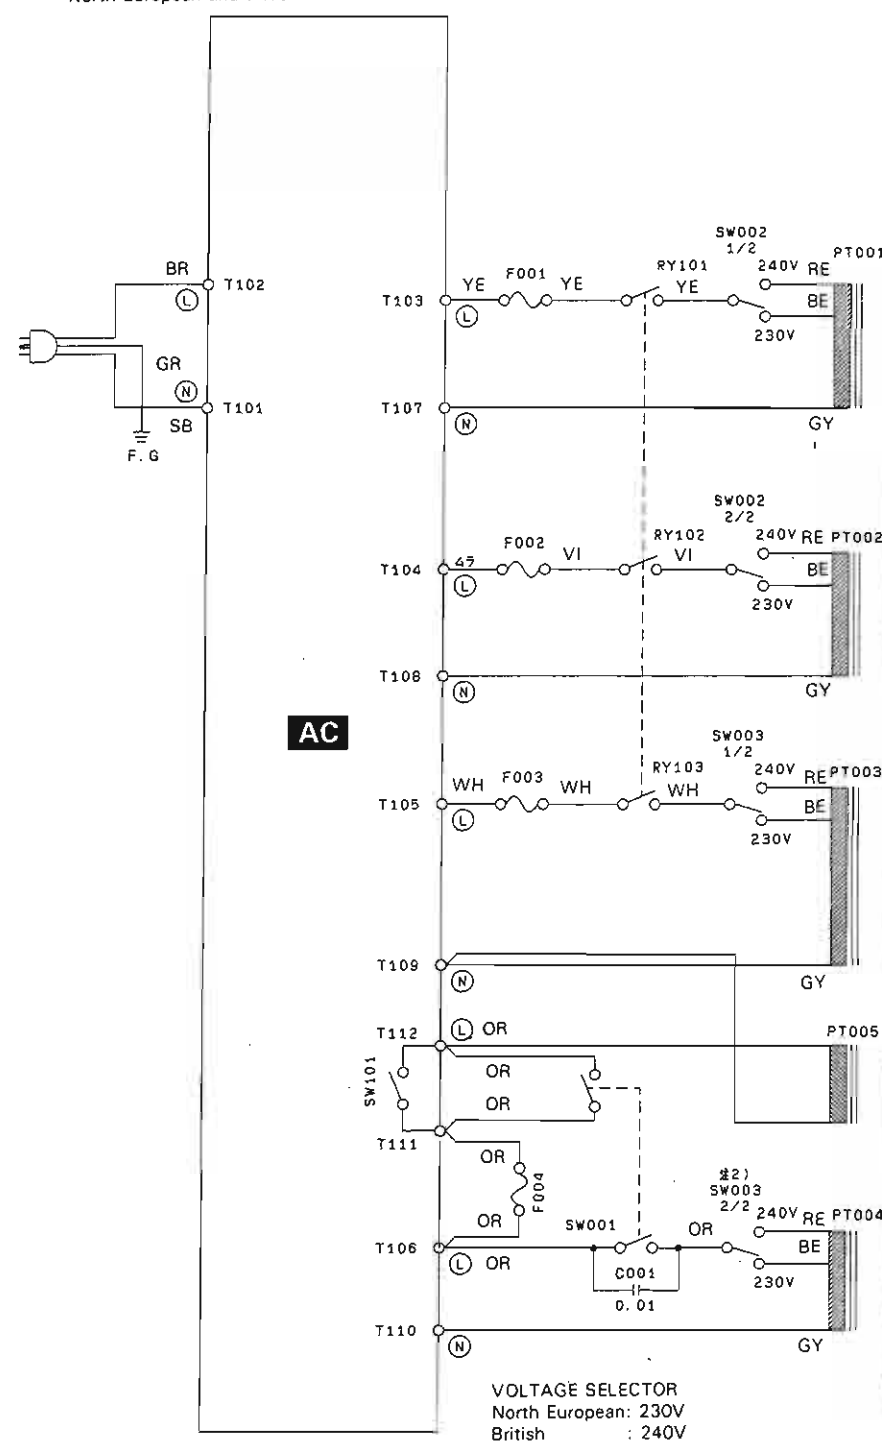 SW002
1/2
PT001
BR
T102
F001
RY101
240V
RE
YE
YE
YE
BE
T103
L
L
230V
GR
N
T101
T107
SB
N
GY
F.G
SW002
2/2
F002
VI
RY102
VI
240V
RE
PT002
T104
L
BE
230V
T108
N
GY
AC
SW003
1/2
WH
F003
WH
RY103
WH
240V
RE
PT003
T105
L
BE
230V
T109
N
GY
T112
L
OR
PT005
SW101
OR
OR
T111
OR
F004
注2)
SW003
2/2
OR
SW001
OR
240V
RE
PT004
T106
L
OR
BE
C001
0.01
230V
T110
N
GY
VOLTAGE SELECTOR
North European: 230V
British : 240V